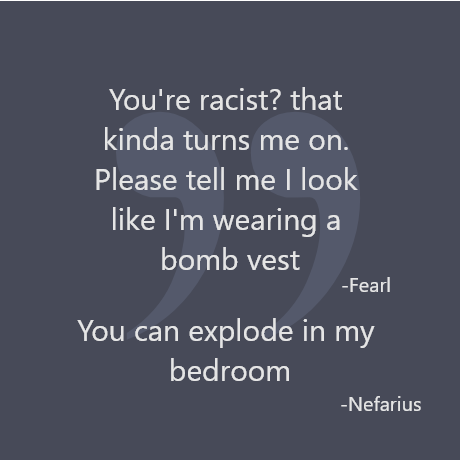 You're racist? that
kinda turns me on.
Please tell me I look
like I'm wearing a
bomb vest
-Fearl
You can explode in my
bedroom
-Nefarius